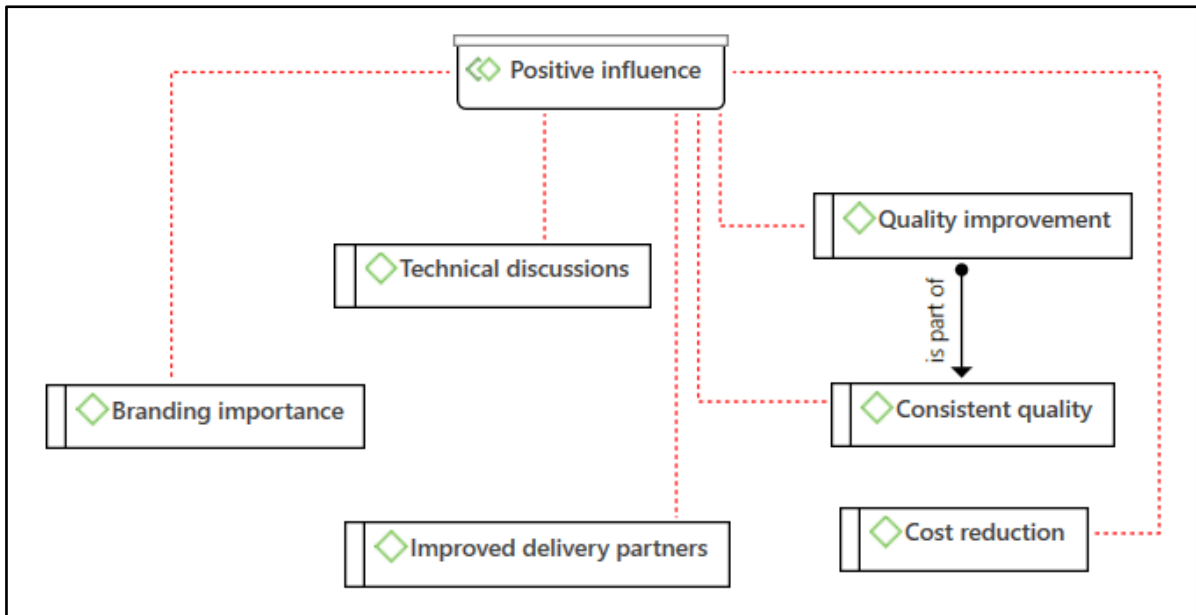 Positive influence
Quality improvement
Technical discussions
is part of
Branding importance
Consistent quality
Improved delivery partners
Cost reduction